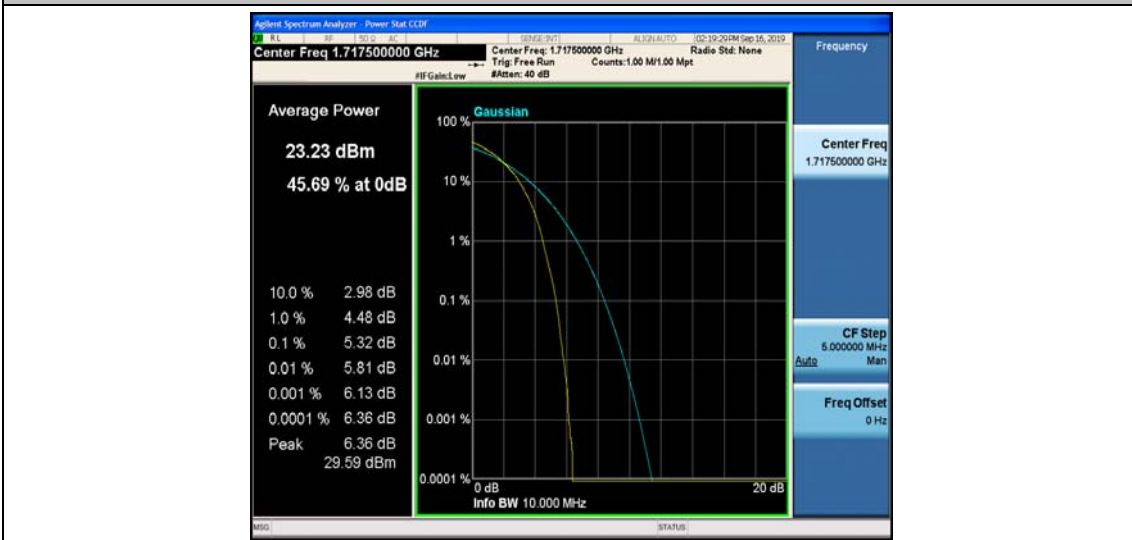 Agilent Spectrum Analyzer - Power Stat CCDF
RL RF 50 Ω AC SENSE:INT ALIGN AUTO 02:19:29 PM Sep 16, 2019
Center Freq 1.717500000 GHz
Center Freq: 1.717500000 GHz Radio Std: None
Trig: Free Run Counts:1.00 M/1.00 Mpt
#IFGain:Low #Atten: 40 dB
Frequency
Average Power
23.23 dBm
45.69 % at 0dB
10.0 % 2.98 dB
1.0 % 4.48 dB
0.1 % 5.32 dB
0.01 % 5.81 dB
0.001 % 6.13 dB
0.0001 % 6.36 dB
Peak 6.36 dB
29.59 dBm
Gaussian
100 %
10 %
1 %
0.1 %
0.01 %
0.001 %
0.0001 %
0 dB 20 dB
Info BW 10.000 MHz
Center Freq
1.717500000 GHz
CF Step
5.000000 MHz
Auto Man
Freq Offset
0 Hz
MSG STATUS